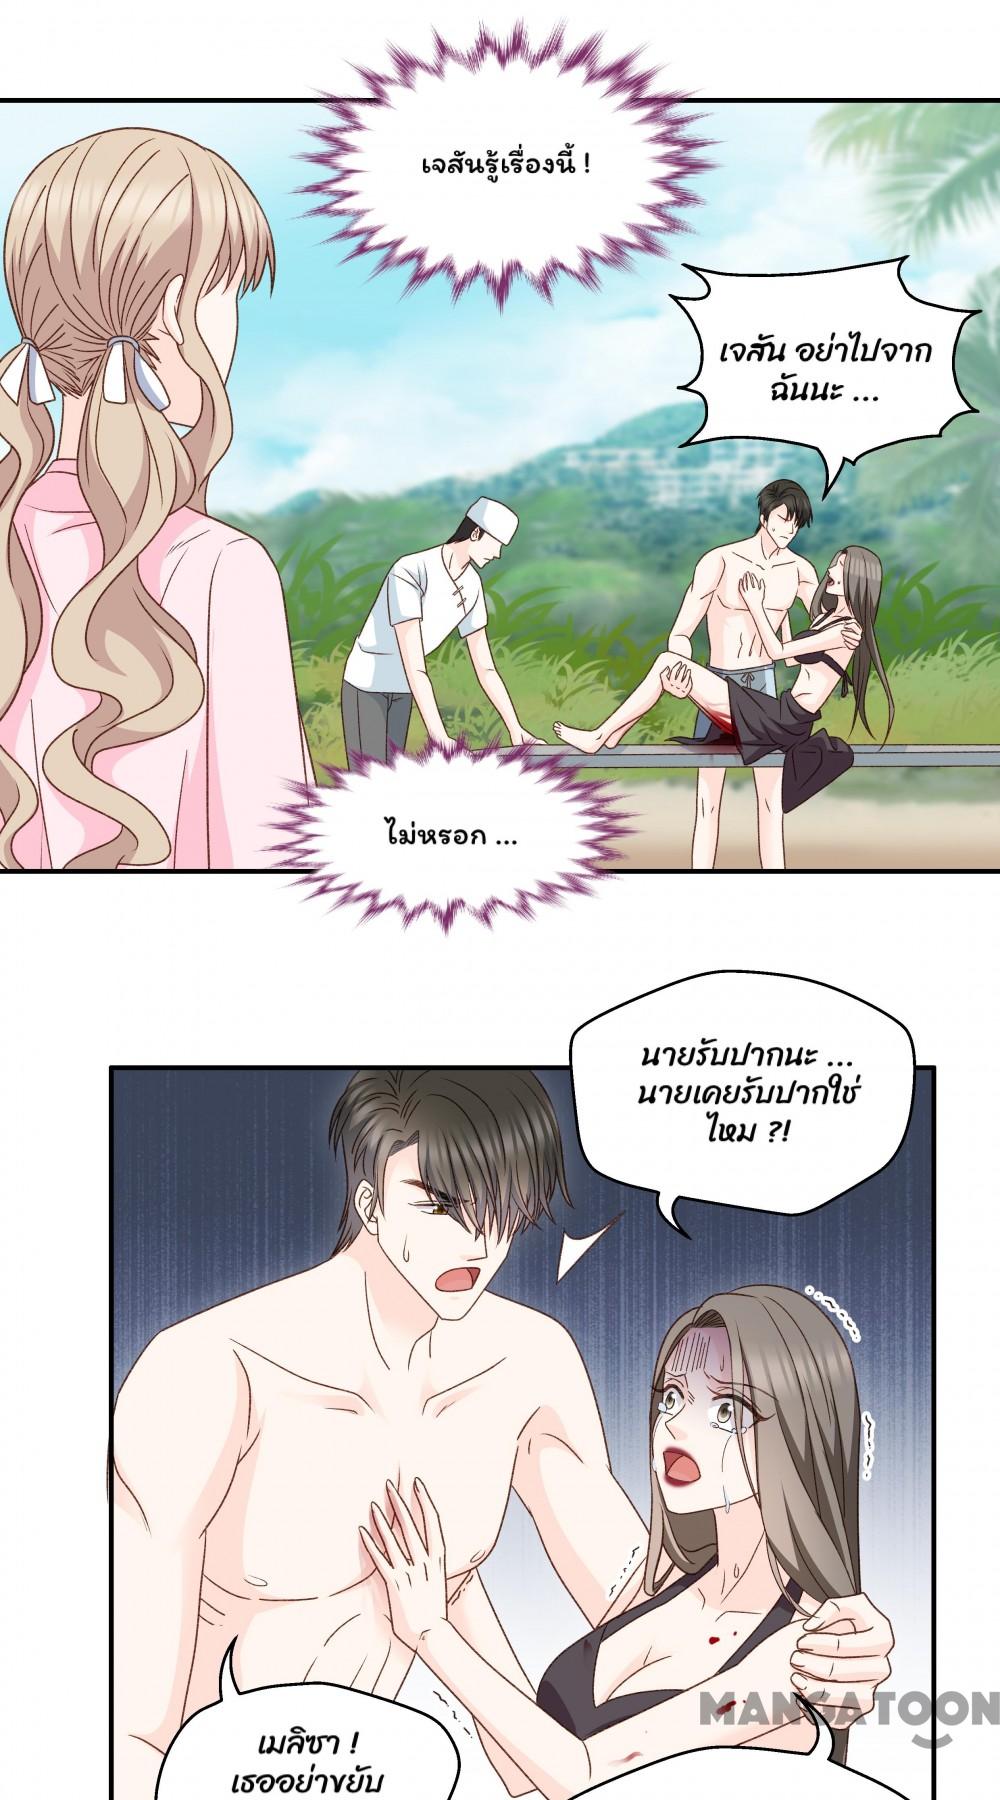 เจสันรู้เรื่องนี้ !
เจสัน อย่าไปจาก
ฉันนะ ...
ไม่หรอก ...
นายรับปากนะ ...
นายเคยรับปากใช่
ไหม ?!
เมลิซา !
เธออย่าขยับ
MANGATOON